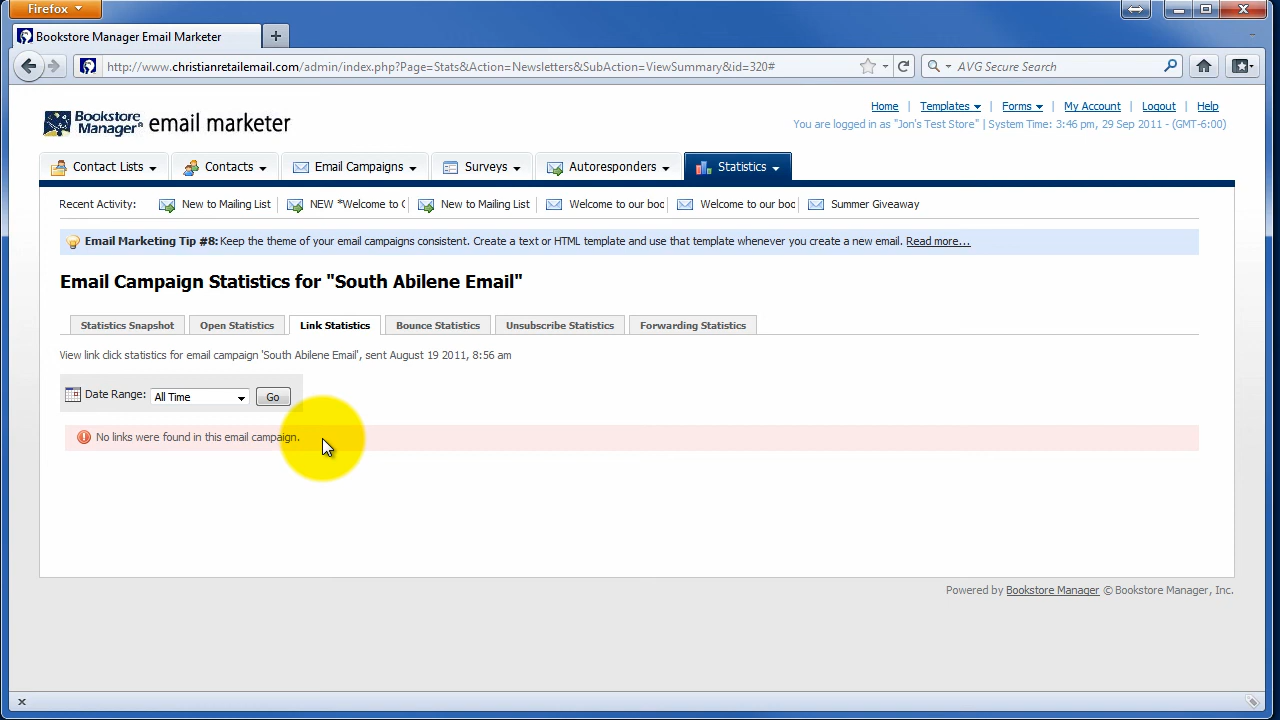 Firefox
Bookstore Manager Email Marketer
http://www.christianretailemail.com/admin/index.php?Page=Stats&Action=Newsletters&SubAction=ViewSummary&id=320#
AVG Secure Search
Home | Templates | Forms | My Account | Logout | Help
Bookstore Manager® email marketer
You are logged in as "Jon's Test Store" | System Time: 3:46 pm, 29 Sep 2011 - (GMT-6:00)
Contact Lists Contacts Email Campaigns Surveys Autoresponders Statistics
Recent Activity: New to Mailing List NEW *Welcome to ( New to Mailing List Welcome to our boo Welcome to our boo Summer Giveaway
Email Marketing Tip #8: Keep the theme of your email campaigns consistent. Create a text or HTML template and use that template whenever you create a new email. Read more...
Email Campaign Statistics for "South Abilene Email"
Statistics Snapshot Open Statistics Link Statistics Bounce Statistics Unsubscribe Statistics Forwarding Statistics
View link click statistics for email campaign 'South Abilene Email', sent August 19 2011, 8:56 am
Date Range: All Time Go
No links were found in this email campaign.
Powered by Bookstore Manager © Bookstore Manager, Inc.